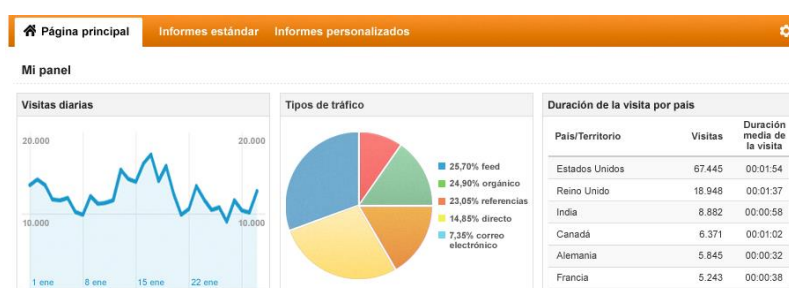 Página principal
Informes estándar
Informes personalizados
Mi panel
Visitas diarias
20.000
20.000
10.000
10.000
1 ene
8 ene
15 ene
22 ene
Tipos de tráfico
25,70% feed
24,90% orgánico
23,05% referencias
14,85% directo
7,35% correo
electrónico
Duración de la visita por país
País/Territorio
Visitas
Duración
media de
la visita
Estados Unidos 67.445 00:01:54
Reino Unido 18.948 00:01:37
India 8.882 00:00:58
Canadá 6.371 00:01:02
Alemania 5.845 00:00:32
Francia 5.243 00:00:38